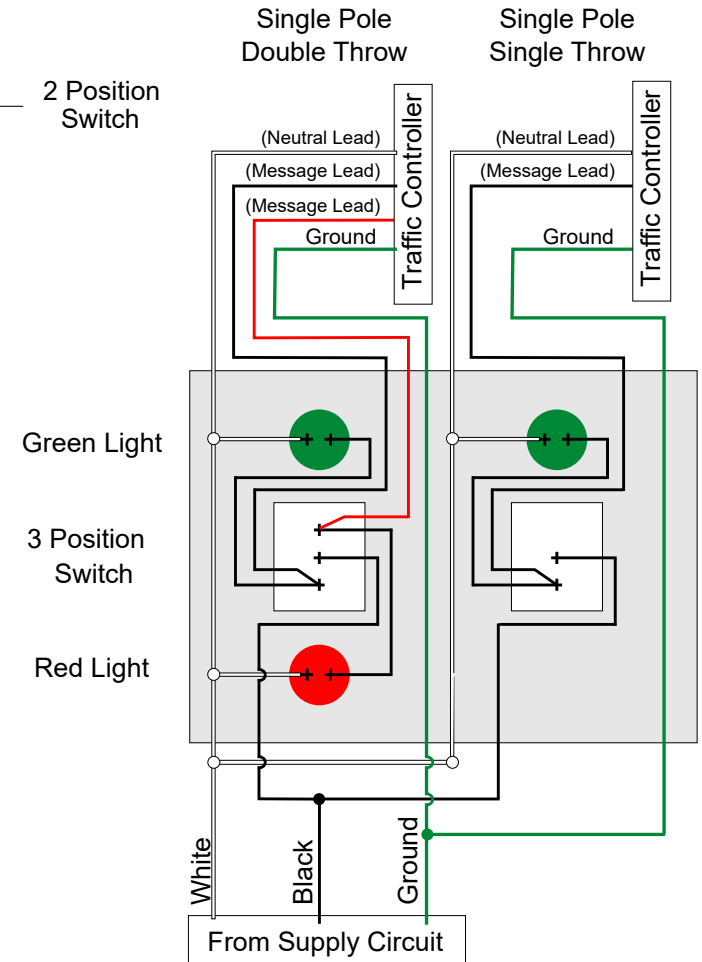 Single Pole
Double Throw
Single Pole
Single Throw
2 Position
Switch
(Neutral Lead)
(Message Lead)
(Message Lead)
Ground
Traffic Controller
(Neutral Lead)
(Message Lead)
Ground
Traffic Controller
Green Light
3 Position
Switch
Red Light
White
Black
Ground
From Supply Circuit